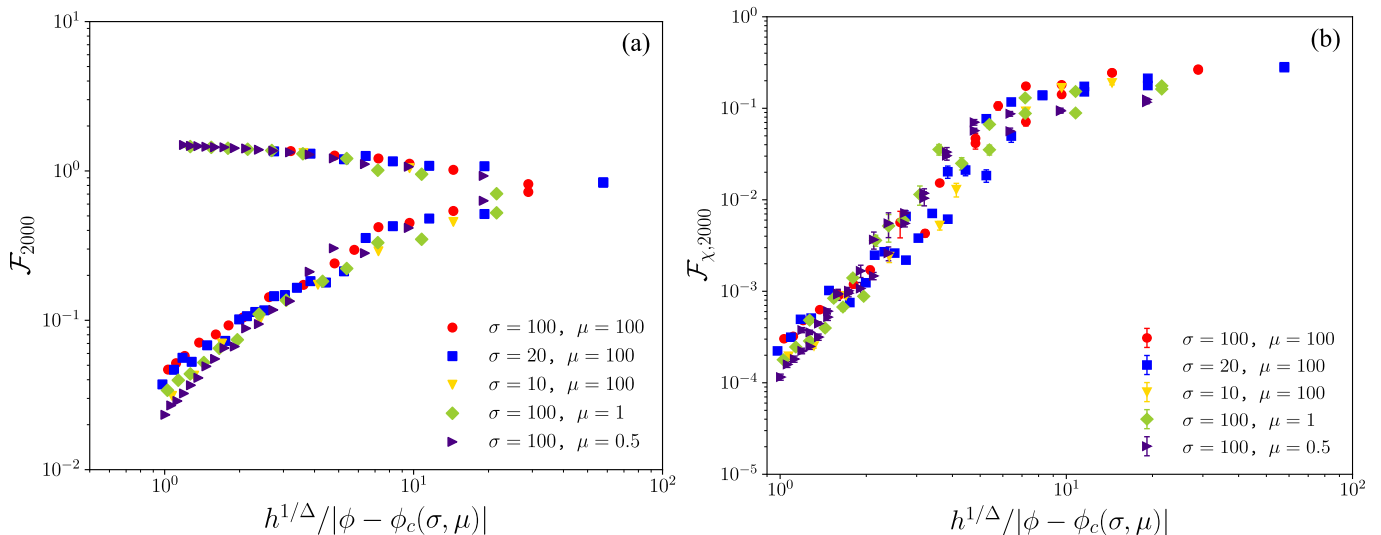 (a)
10^1
10^0
10^{-1}
10^{-2}
\mathcal{F}_{2000}
σ = 100, μ = 100
σ = 20, μ = 100
σ = 10, μ = 100
σ = 100, μ = 1
σ = 100, μ = 0.5
10^0
10^1
10^2
h^{1/Δ}/|ϕ − ϕ_c(σ, μ)|
(b)
10^0
10^{-1}
10^{-2}
10^{-3}
10^{-4}
10^{-5}
\mathcal{F}_{χ,2000}
σ = 100, μ = 100
σ = 20, μ = 100
σ = 10, μ = 100
σ = 100, μ = 1
σ = 100, μ = 0.5
10^0
10^1
10^2
h^{1/Δ}/|ϕ − ϕ_c(σ, μ)|